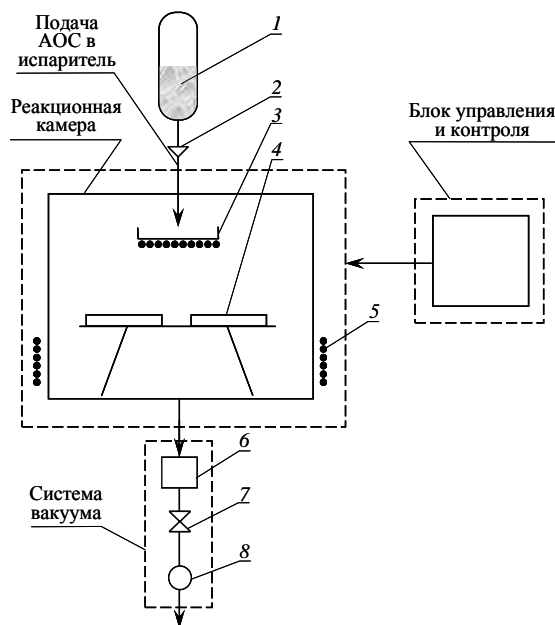 Подача
АОС в
испаритель
1
2
Реакционная
камера
3
4
Блок управления
и контроля
5
6
7
Система
вакуума
8